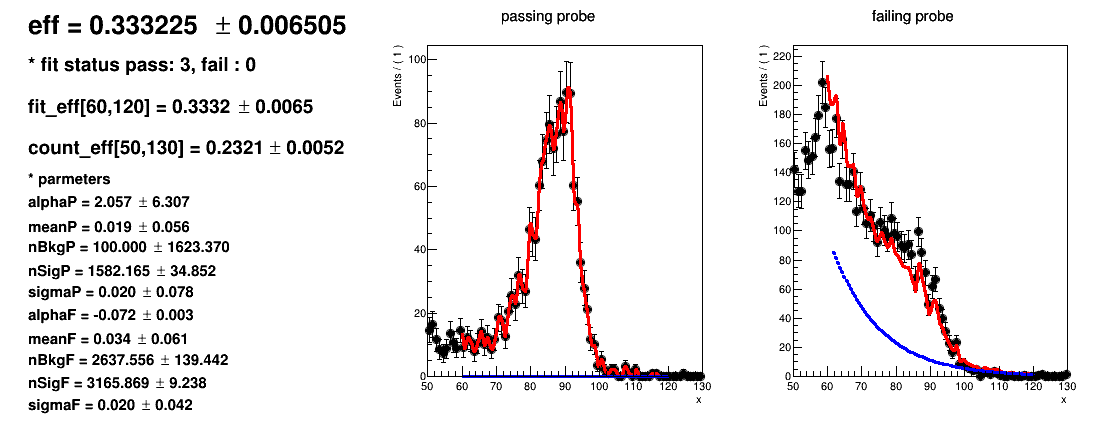 eff = 0.333225 ± 0.006505
* fit status pass: 3, fail : 0
fit_eff[60,120] = 0.3332 ± 0.0065
count_eff[50,130] = 0.2321 ± 0.0052
* parmeters
alphaP = 2.057 ± 6.307
meanP = 0.019 ± 0.056
nBkgP = 100.000 ± 1623.370
nSigP = 1582.165 ± 34.852
sigmaP = 0.020 ± 0.078
alphaF = -0.072 ± 0.003
meanF = 0.034 ± 0.061
nBkgF = 2637.556 ± 139.442
nSigF = 3165.869 ± 9.238
sigmaF = 0.020 ± 0.042
passing probe
Events / ( 1 )
100
80
60
40
20
0
50 60 70 80 90 100 110 120 130
x
failing probe
Events / ( 1 )
220
200
180
160
140
120
100
80
60
40
20
0
50 60 70 80 90 100 110 120 130
x